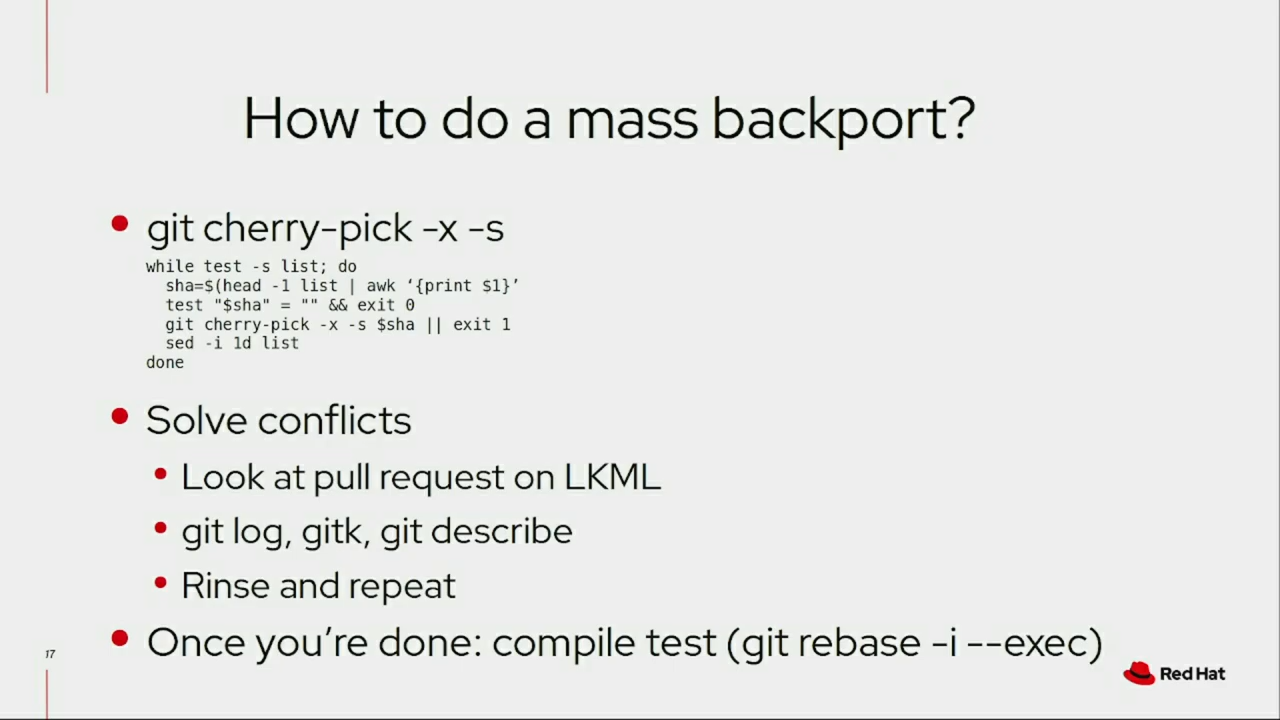 How to do a mass backport?
git cherry-pick -x -s
while test -s list; do
sha=$(head -1 list | awk ‘{print $1}’
test "$sha" = "" && exit 0
git cherry-pick -x -s $sha || exit 1
sed -i 1d list
done
Solve conflicts
Look at pull request on LKML
git log, gitk, git describe
Rinse and repeat
Once you’re done: compile test (git rebase -i --exec)
17
Red Hat